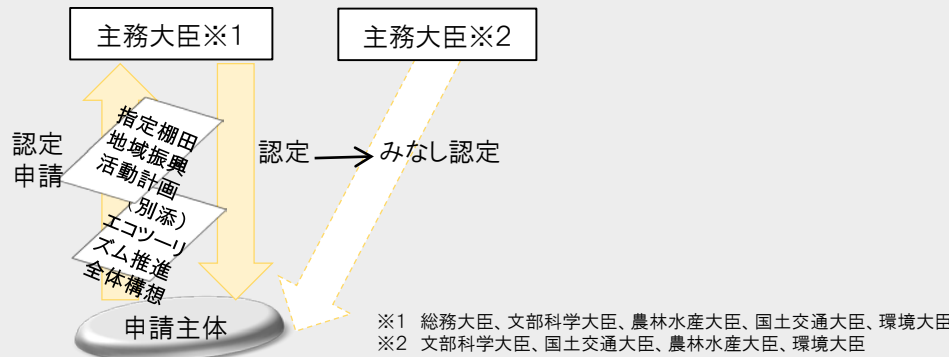 主務大臣※1
主務大臣※2
認定
申請
指定棚田
地域振興
活動計画
(別添)
エコツーリ
ズム推進
全体構想
認定
みなし認定
申請主体
※1 総務大臣、文部科学大臣、農林水産大臣、国土交通大臣、環境大臣
※2 文部科学大臣、国土交通大臣、農林水産大臣、環境大臣